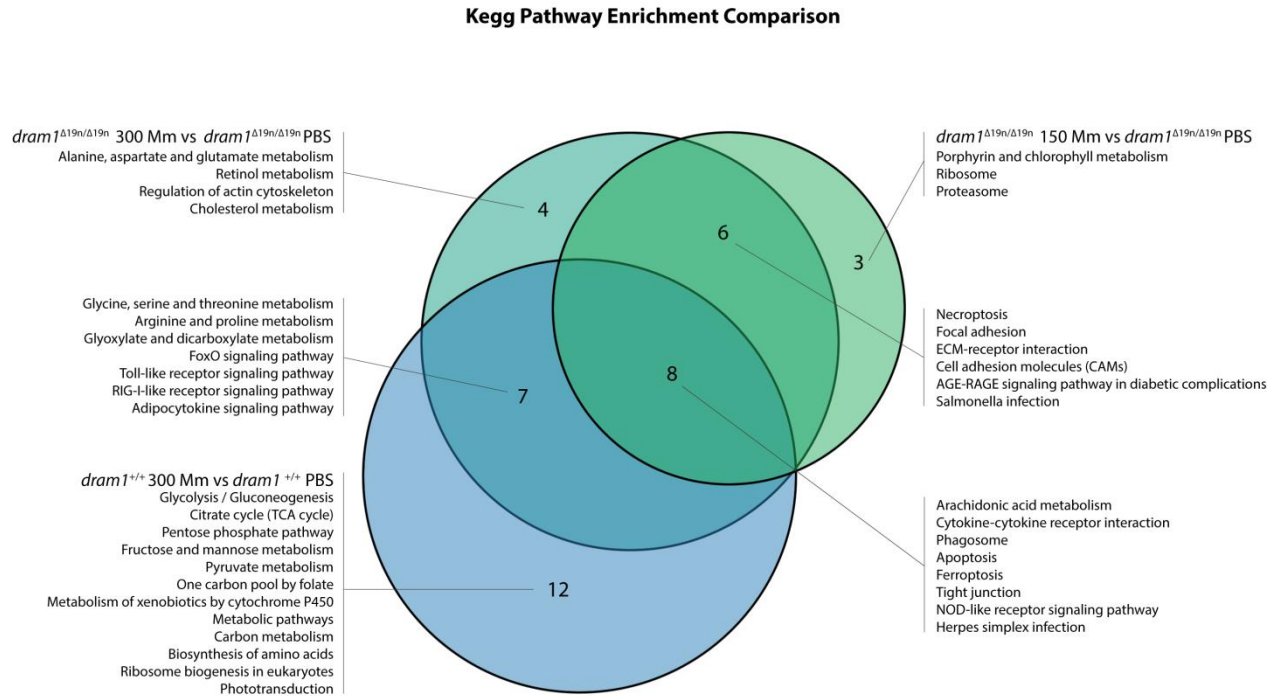 Kegg Pathway Enrichment Comparison
dram1Δ19n/Δ19n 300 Mm vs dram1Δ19n/Δ19n PBS
Alanine, aspartate and glutamate metabolism
Retinol metabolism
Regulation of actin cytoskeleton
Cholesterol metabolism
4
dram1Δ19n/Δ19n 150 Mm vs dram1Δ19n/Δ19n PBS
Porphyrin and chlorophyll metabolism
Ribosome
Proteasome
6
3
Glycine, serine and threonine metabolism
Arginine and proline metabolism
Glyoxylate and dicarboxylate metabolism
FoxO signaling pathway
Toll-like receptor signaling pathway
RIG-I-like receptor signaling pathway
Adipocytokine signaling pathway
7
8
Necroptosis
Focal adhesion
ECM-receptor interaction
Cell adhesion molecules (CAMs)
AGE-RAGE signaling pathway in diabetic complications
Salmonella infection
dram1+/+ 300 Mm vs dram1 +/+ PBS
Glycolysis / Gluconeogenesis
Citrate cycle (TCA cycle)
Pentose phosphate pathway
Fructose and mannose metabolism
Pyruvate metabolism
One carbon pool by folate
Metabolism of xenobiotics by cytochrome P450
Metabolic pathways
Carbon metabolism
Biosynthesis of amino acids
Ribosome biogenesis in eukaryotes
Phototransduction
12
Arachidonic acid metabolism
Cytokine-cytokine receptor interaction
Phagosome
Apoptosis
Ferroptosis
Tight junction
NOD-like receptor signaling pathway
Herpes simplex infection